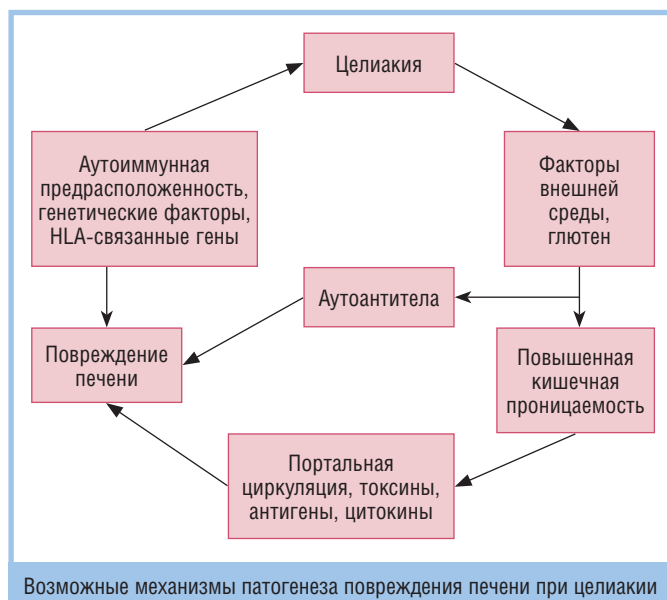 Целиакия
Аутоиммунная
предрасположенность,
генетические факторы,
HLA-связанные гены
Факторы
внешней
среды,
глютен
Аутоантитела
Повреждение
печени
Повышенная
кишечная
проницаемость
Портальная
циркуляция, токсины,
антигены, цитокины
Возможные механизмы патогенеза повреждения печени при целиакии